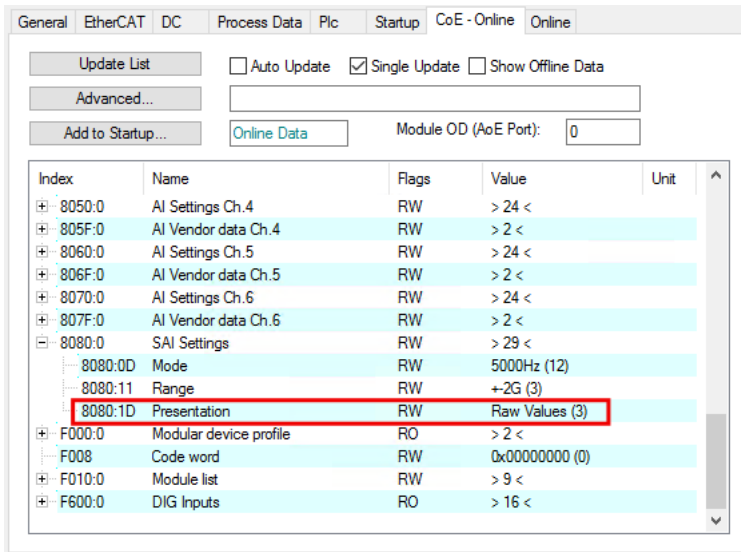 General EtherCAT DC Process Data Plc Startup CoE - Online Online
Update List Auto Update Single Update Show Offline Data
Advanced...
Add to Startup... Online Data Module OD (AoE Port): 0
Index Name Flags Value Unit
8050:0 AI Settings Ch.4 RW > 24 <
805F:0 AI Vendor data Ch.4 RW > 2 <
8060:0 AI Settings Ch.5 RW > 24 <
806F:0 AI Vendor data Ch.5 RW > 2 <
8070:0 AI Settings Ch.6 RW > 24 <
807F:0 AI Vendor data Ch.6 RW > 2 <
8080:0 SAI Settings RW > 29 <
8080:0D Mode RW 5000Hz (12)
8080:11 Range RW +-2G (3)
8080:1D Presentation RW Raw Values (3)
F000:0 Modular device profile RO > 2 <
F008 Code word RW 0x00000000 (0)
F010:0 Module list RW > 9 <
F600:0 DIG Inputs RO > 16 <